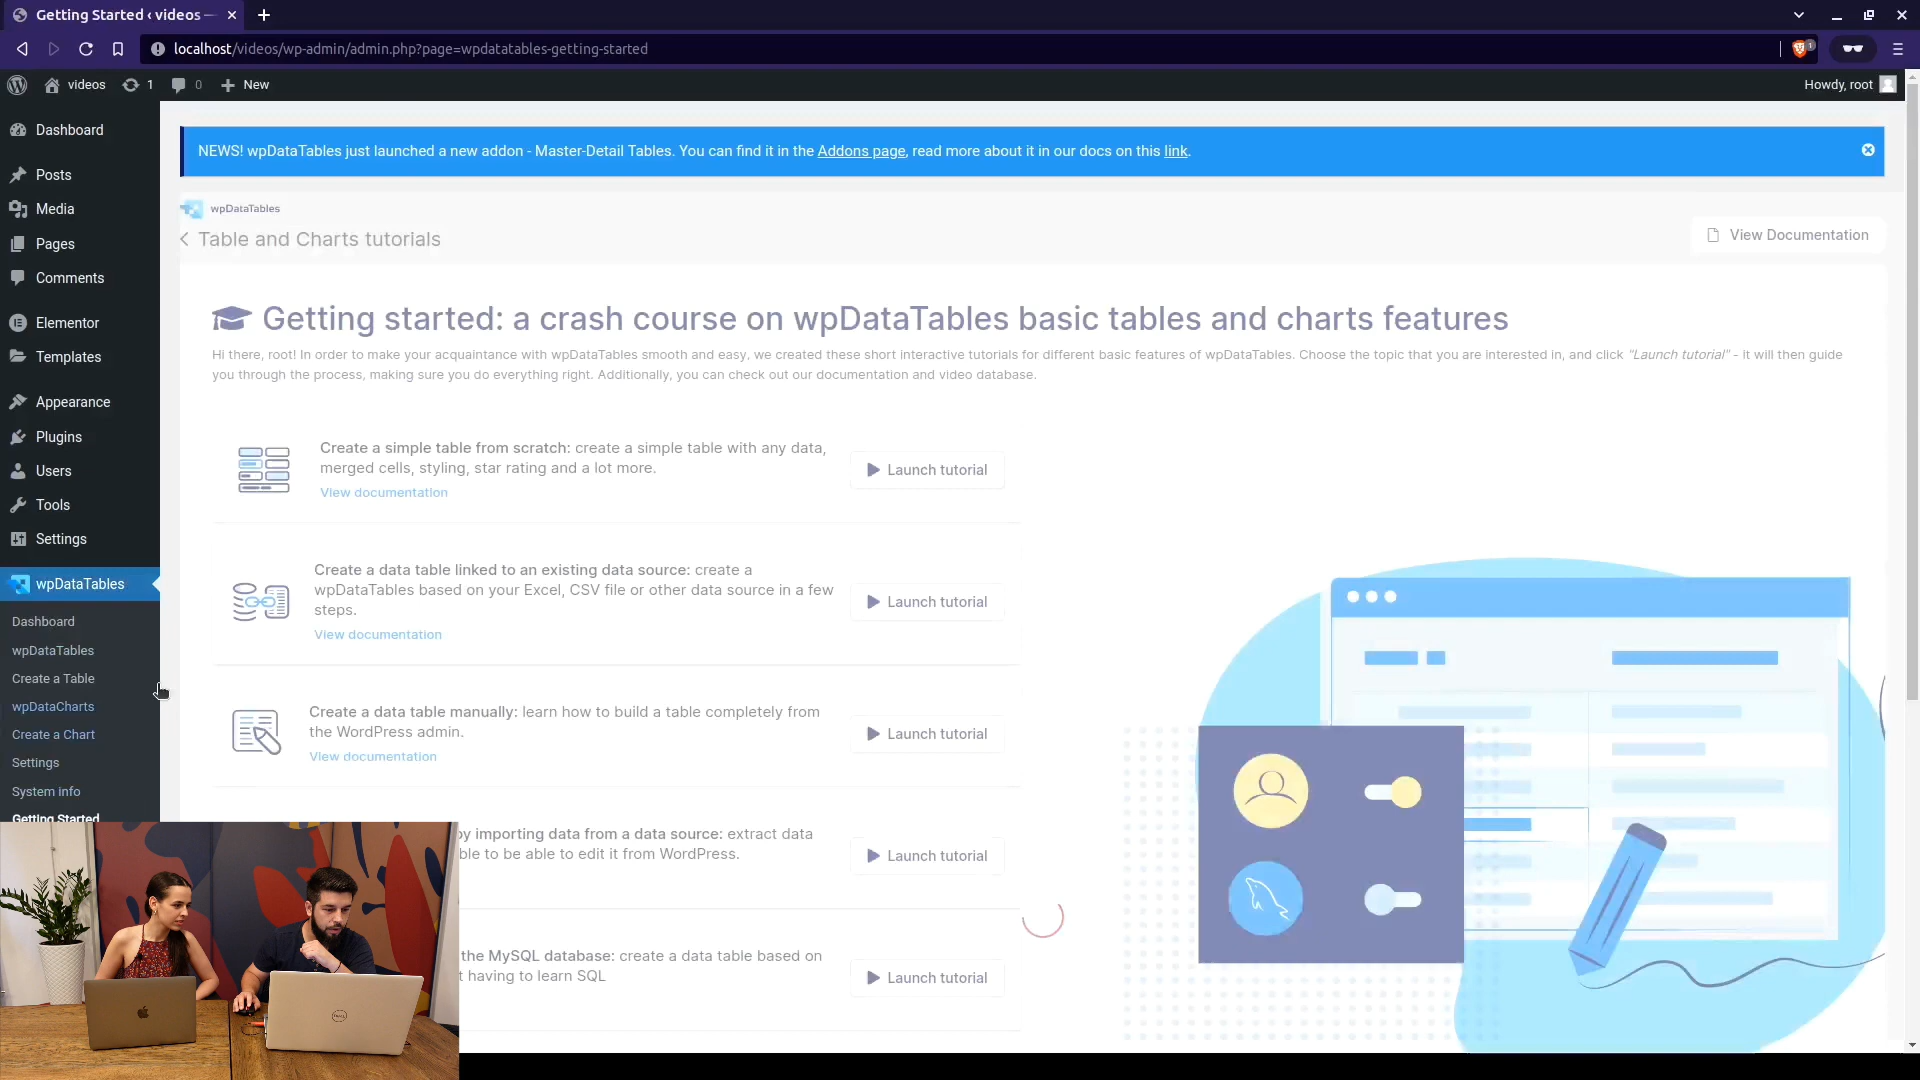 Getting Started ‹ videos —
localhost/videos/wp-admin/admin.php?page=wpdatatables-getting-started
1
videos
1
0
New
Howdy, root
Dashboard
Posts
Media
Pages
Comments
Elementor
Templates
Appearance
Plugins
Users
Tools
Settings
wpDataTables
Dashboard
wpDataTables
Create a Table
wpDataCharts
Create a Chart
Settings
System info
Getting Started
NEWS! wpDataTables just launched a new addon - Master-Detail Tables. You can find it in the Addons page, read more about it in our docs on this link.
wpDataTables
Table and Charts tutorials
View Documentation
Getting started: a crash course on wpDataTables basic tables and charts features
Hi there, root! In order to make your acquaintance with wpDataTables smooth and easy, we created these short interactive tutorials for different basic features of wpDataTables. Choose the topic that you are interested in, and click "Launch tutorial" - it will then guide
you through the process, making sure you do everything right. Additionally, you can check out our documentation and video database.
Create a simple table from scratch: create a simple table with any data,
merged cells, styling, star rating and a lot more.
View documentation
Launch tutorial
Create a data table linked to an existing data source: create a
wpDataTables based on your Excel, CSV file or other data source in a few
steps.
View documentation
Launch tutorial
Create a data table manually: learn how to build a table completely from
the WordPress admin.
View documentation
Launch tutorial
by importing data from a data source: extract data
ble to be able to edit it from WordPress.
Launch tutorial
the MySQL database: create a data table based on
t having to learn SQL
Launch tutorial
DELL